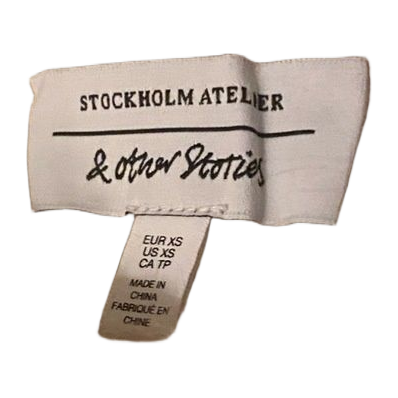 STOCKHOLM ATELIER
& other Stories
EUR XS
US XS
CA TP
MADE IN
CHINA
FABRIQUÉ EN
CHINE